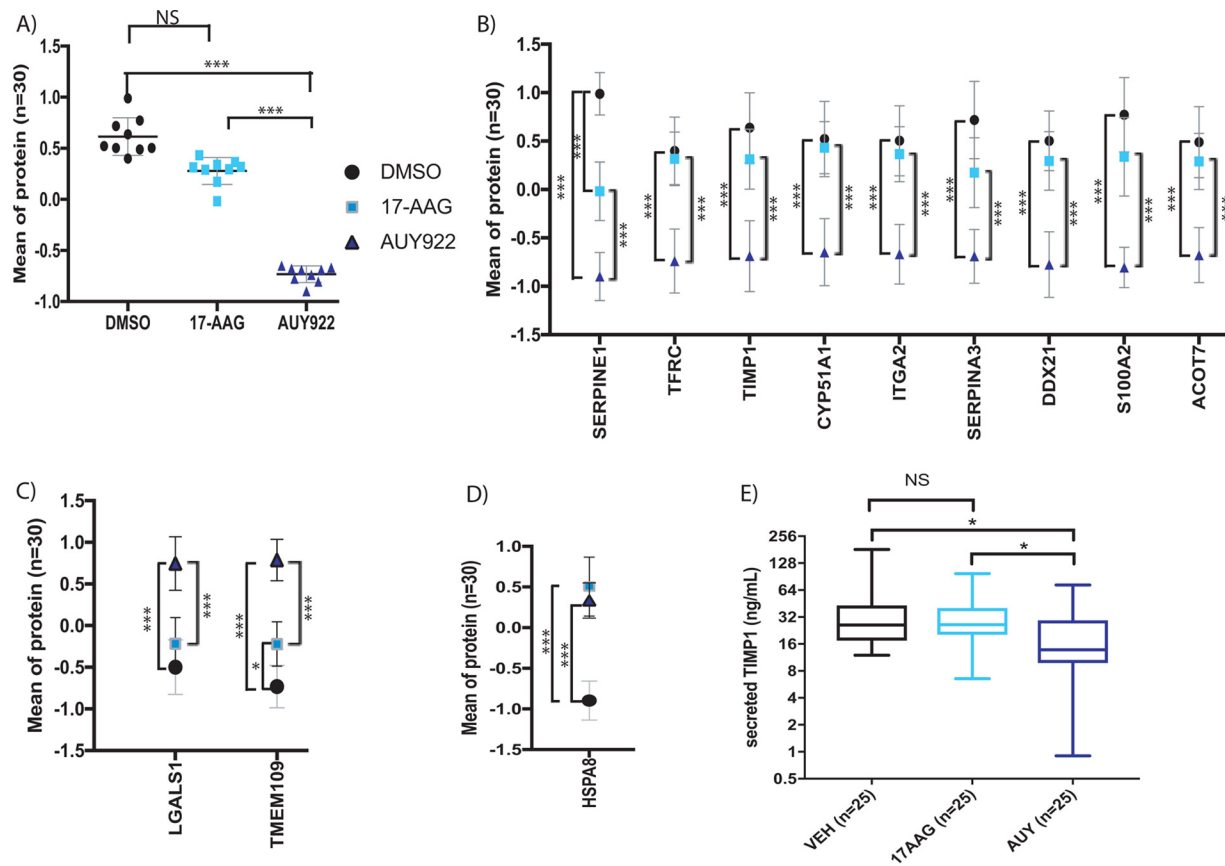 A)
NS
***
***
Mean of protein (n=30)
1.5
1.0
0.5
0.0
-0.5
-1.0
DMSO
17-AAG
AUY922
DMSO
17-AAG
AUY922
B)
Mean of protein (n=30)
1.5
1.0
0.5
0.0
-0.5
-1.0
-1.5
*** *** ***
*** ***
*** ***
*** ***
*** ***
*** ***
*** ***
*** ***
*** ***
SERPINE1
TFRC
TIMP1
CYP51A1
ITGA2
SERPINA3
DDX21
S100A2
ACOT7
C)
Mean of protein (n=30)
1.5
1.0
0.5
0.0
-0.5
-1.0
-1.5
*** ***
*** * ***
LGALS1
TMEM109
D)
Mean of protein (n=30)
1.5
1.0
0.5
0.0
-0.5
-1.0
-1.5
*** ***
HSPA8
E)
NS
*
*
secreted TIMP1 (ng/mL)
256
128
64
32
16
8
4
2
1
0.5
VEH (n=25)
17AAG (n=25)
AUY (n=25)